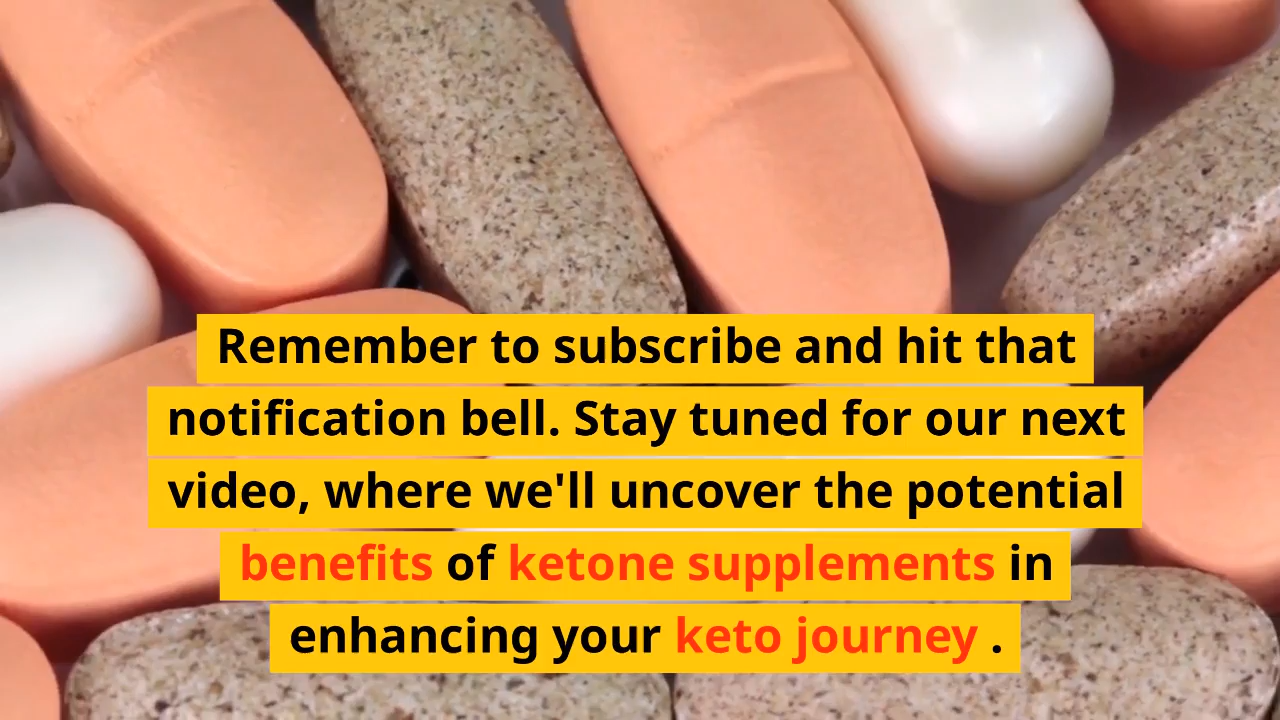 Remember to subscribe and hit that
notification bell. Stay tuned for our next
video, where we'll uncover the potential
benefits of ketone supplements in
enhancing your keto journey .